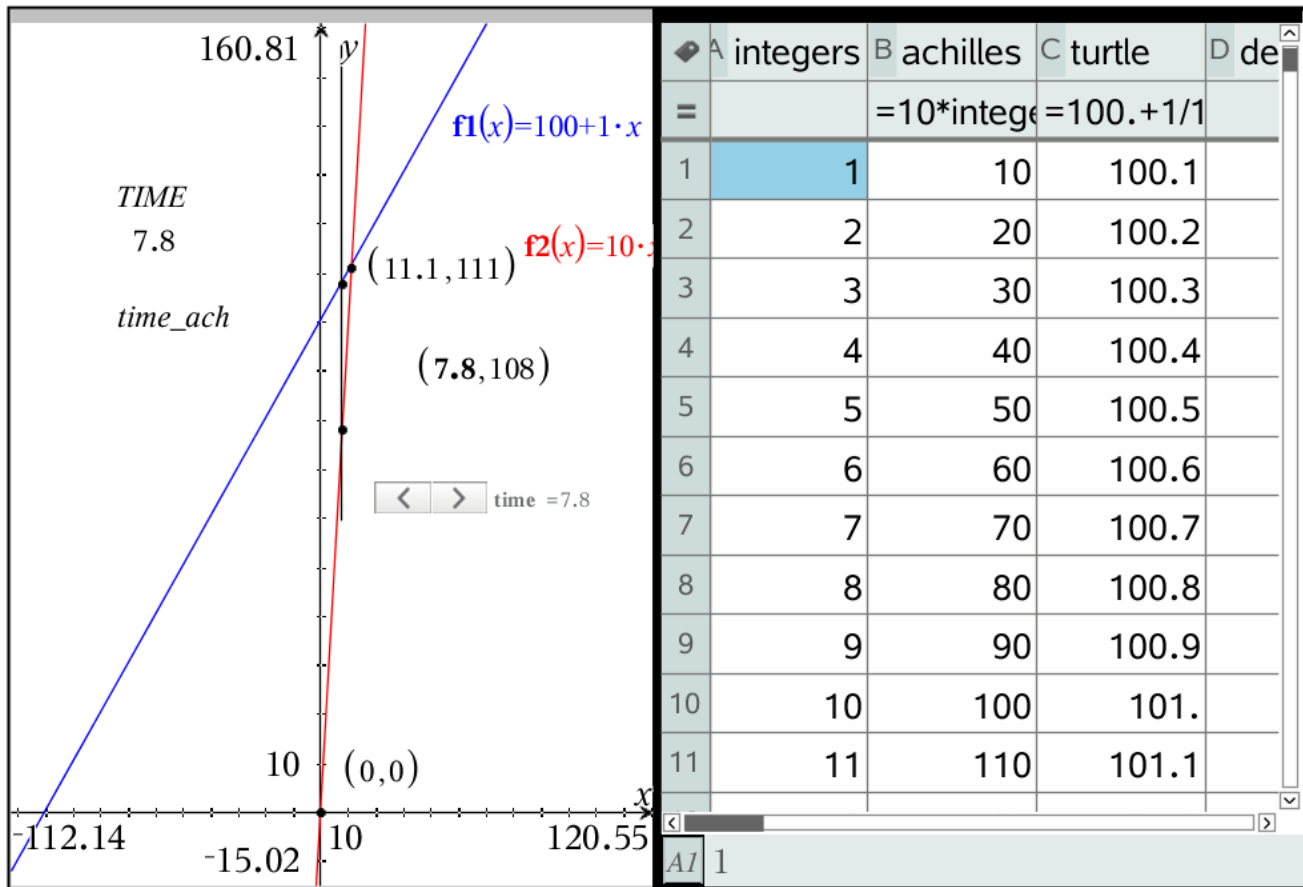 160.81
y
f1(x)=100+1·x
TIME
7.8
f2(x)=10·x
(11.1,111)
time_ach
(7.8,108)
time =7.8
10
(0,0)
x
-112.14
10
120.55
-15.02
A integers B achilles C turtle D de
= =10*intege =100.+1/1
1 1 10 100.1
2 2 20 100.2
3 3 30 100.3
4 4 40 100.4
5 5 50 100.5
6 6 60 100.6
7 7 70 100.7
8 8 80 100.8
9 9 90 100.9
10 10 100 101.
11 11 110 101.1
A1 1